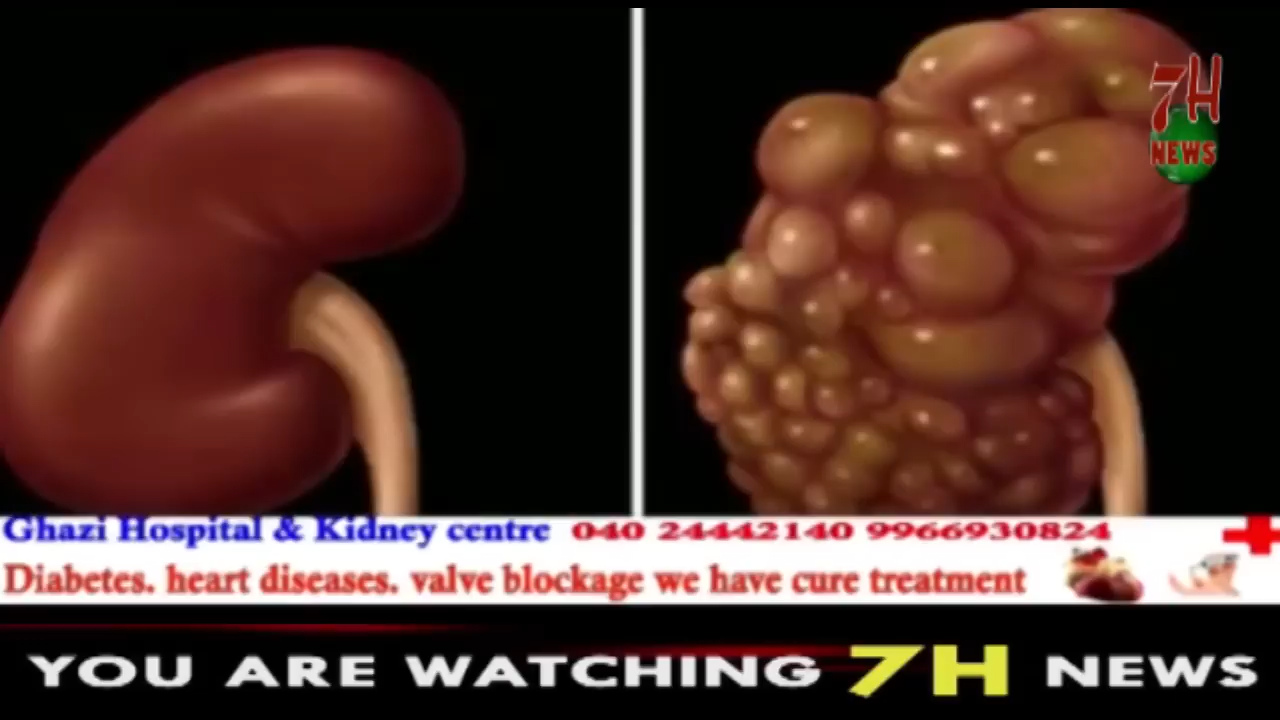 7H
NEWS
Ghazi Hospital & Kidney centre 040 24442140 9966930824
Diabetes. heart diseases. valve blockage we have cure treatment
YOU ARE WATCHING 7H NEWS